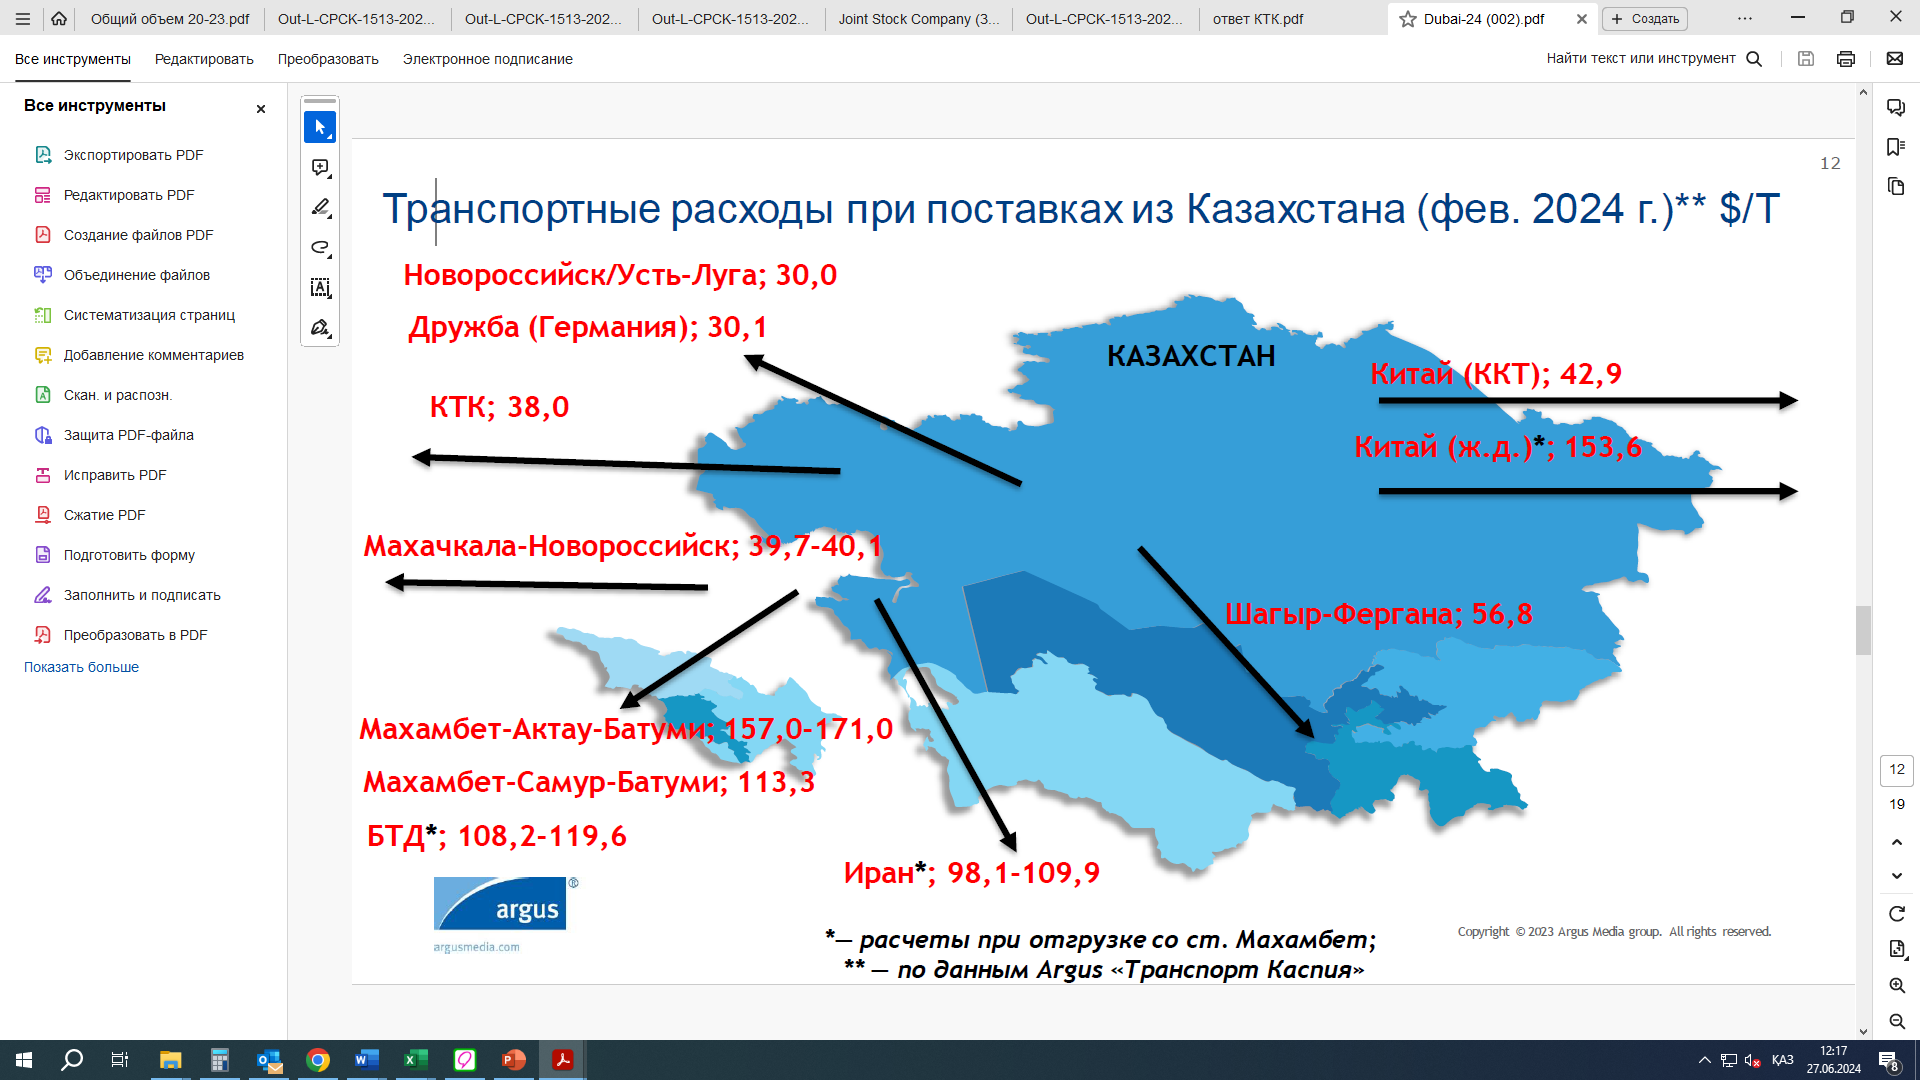 Общий объем 20-23.pdf
Out-L-СРСК-1513-202...
Out-L-СРСК-1513-202...
Out-L-СРСК-1513-202...
Joint Stock Company (З...
Out-L-СРСК-1513-202...
ответ КТК.pdf
Dubai-24 (002).pdf
Создать
Все инструменты
Редактировать
Преобразовать
Электронное подписание
Найти текст или инструмент
Все инструменты
Экспортировать PDF
Редактировать PDF
Создание файлов PDF
Объединение файлов
Систематизация страниц
Добавление комментариев
Скан. и распозн.
Защита PDF-файла
Исправить PDF
Сжатие PDF
Подготовить форму
Заполнить и подписать
Преобразовать в PDF
Показать больше
12
Транспортные расходы при поставках из Казахстана (фев. 2024 г.)** $/Т
Новороссийск/Усть-Луга; 30,0
Дружба (Германия); 30,1
КАЗАХСТАН
Китай (ККТ); 42,9
КТК; 38,0
Китай (ж.д.)*; 153,6
Махачкала-Новороссийск; 39,7-40,1
Шагыр-Фергана; 56,8
Махамбет-Актау-Батуми; 157,0-171,0
Махамбет-Самур-Батуми; 113,3
БТД*; 108,2-119,6
Иран*; 98,1-109,9
argus®
argusmedia.com
*— расчеты при отгрузке со ст. Махамбет;
** — по данным Argus «Транспорт Каспия»
Copyright © 2023 Argus Media group. All rights reserved.
12
19
ҚАЗ
12:17
27.06.2024
8